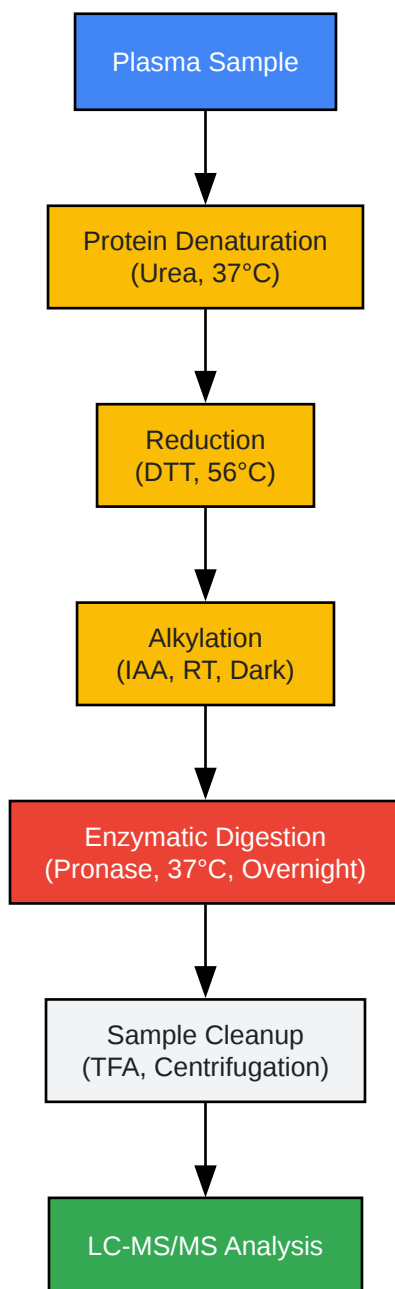 Plasma Sample
Protein Denaturation
(Urea, 37°C)
Reduction
(DTT, 56°C)
Alkylation
(IAA, RT, Dark)
Enzymatic Digestion
(Pronase, 37°C, Overnight)
Sample Cleanup
(TFA, Centrifugation)
LC-MS/MS Analysis